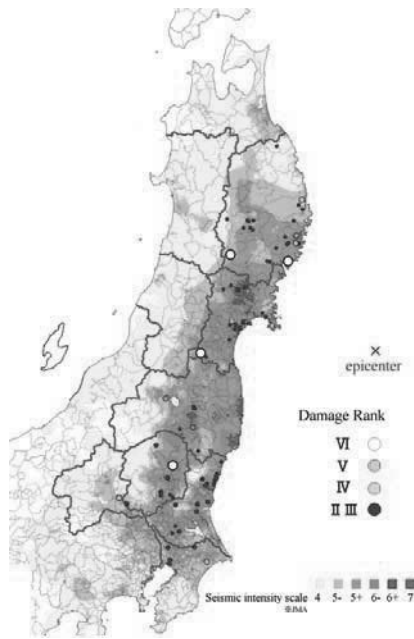 ×
epicenter
Damage Rank
VI
V
IV
II III
Seismic intensity scale 4 5- 5+ 6- 6+ 7
※JMA